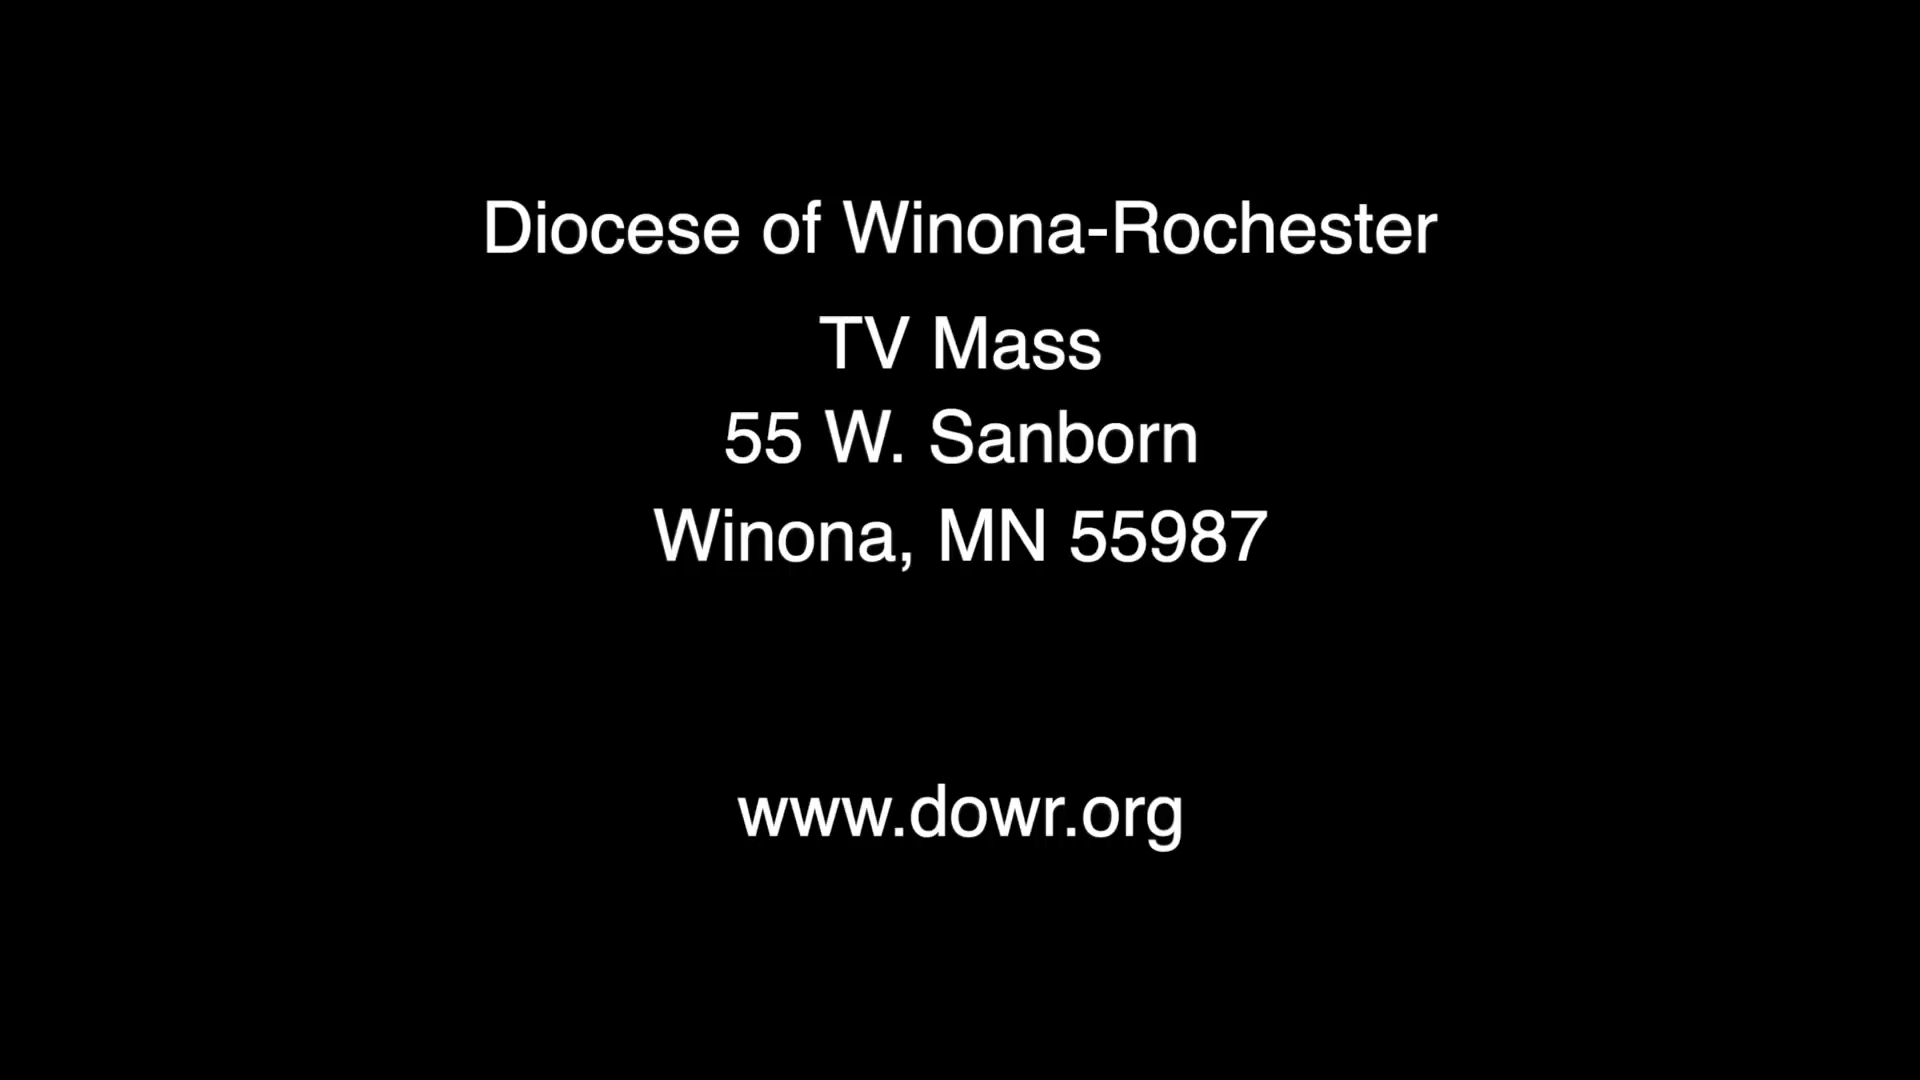 Diocese of Winona-Rochester
TV Mass
55 W. Sanborn
Winona, MN 55987
www.dowr.org